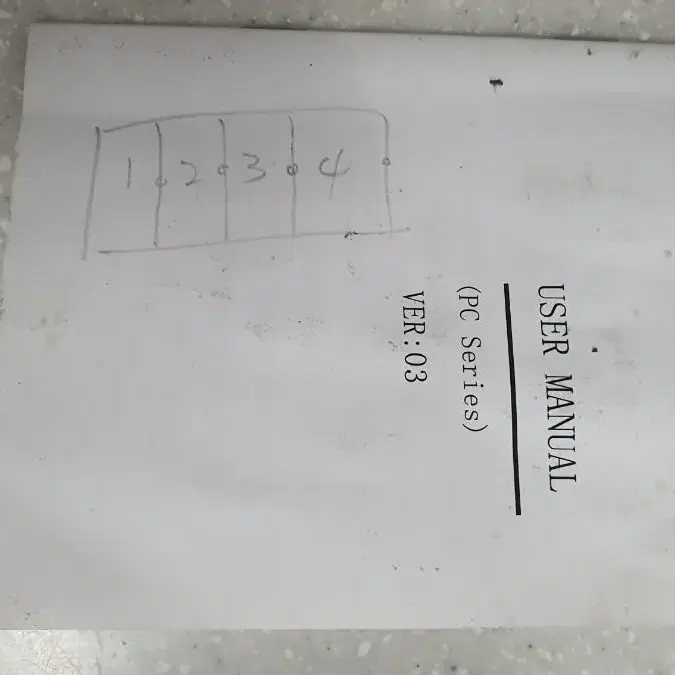 USER MANUAL
(PC Series)
VER:03
1 2 3 4